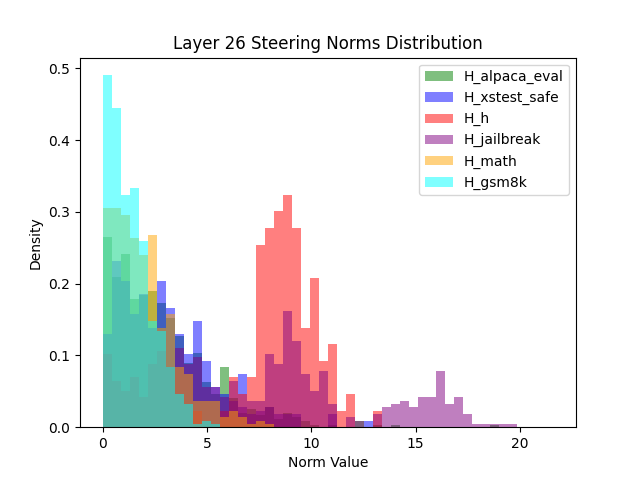 Layer 26 Steering Norms Distribution
H_alpaca_eval
H_xstest_safe
H_h
H_jailbreak
H_math
H_gsm8k
Density
0.5
0.4
0.3
0.2
0.1
0.0
0
5
10
15
20
Norm Value